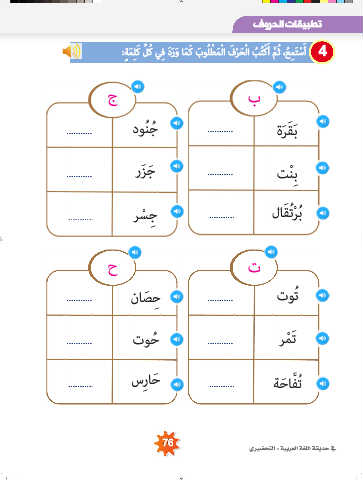 تطبيقات الحروف
4 أَسْتَمِعُ، ثُمَّ أَكْتُبُ الْحَرْفَ الْمَطْلُوبَ كَمَا وَرَدَ فِي كُلِّ كَلِمَةٍ:
ب
بَقَرَة ..........
بِنْت ..........
بُرْتُقَال ..........
ج
جُنُود ..........
جَزَر ..........
جِسْر ..........
ت
تُوت ..........
تَمْر ..........
تُفَّاحَة ..........
ح
حِصَان ..........
حُوت ..........
حَارِس ..........
76
في حديقة اللغة العربية - التحضيري